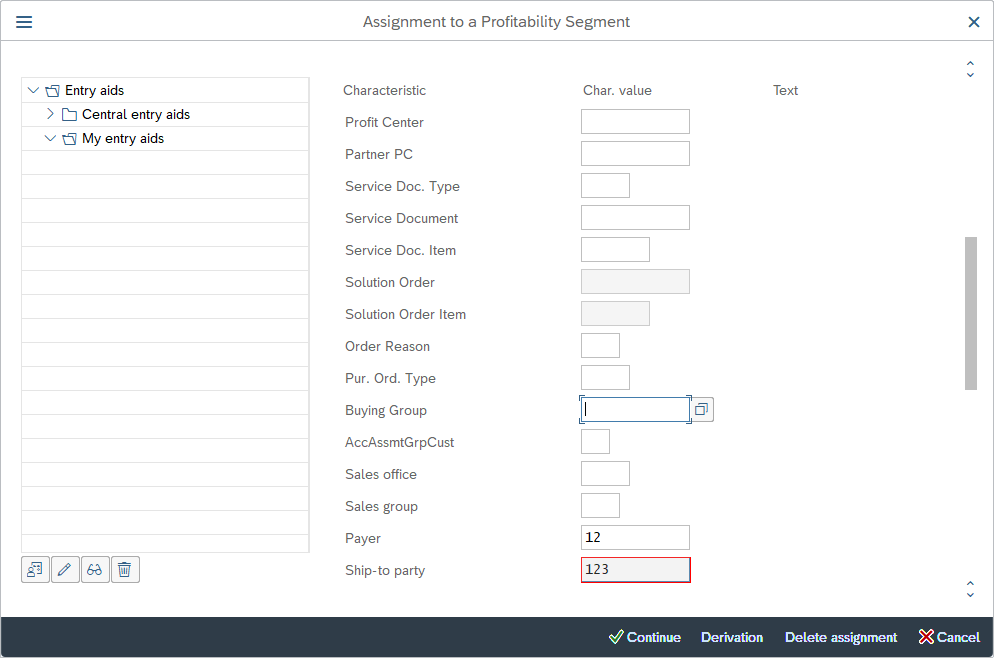 Assignment to a Profitability Segment
Entry aids
Central entry aids
My entry aids
Characteristic Char. value Text
Profit Center
Partner PC
Service Doc. Type
Service Document
Service Doc. Item
Solution Order
Solution Order Item
Order Reason
Pur. Ord. Type
Buying Group
AccAssmtGrpCust
Sales office
Sales group
Payer 12
Ship-to party 123
Continue Derivation Delete assignment Cancel